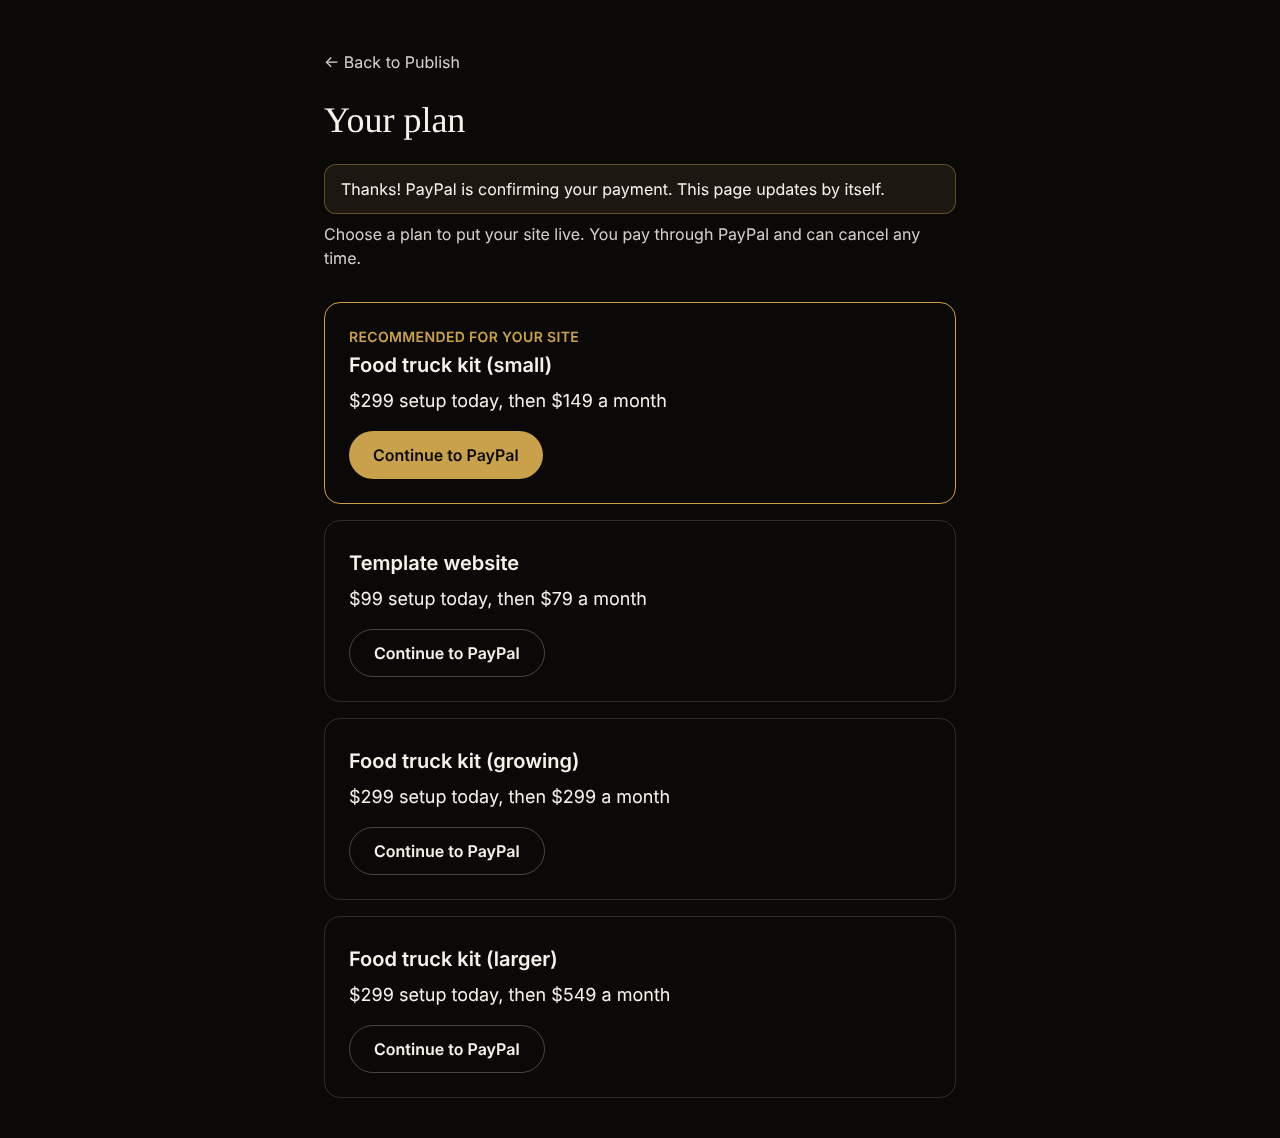 ← Back to Publish
Your plan
Thanks! PayPal is confirming your payment. This page updates by itself.
Choose a plan to put your site live. You pay through PayPal and can cancel any
time.
RECOMMENDED FOR YOUR SITE
Food truck kit (small)
$299 setup today, then $149 a month
Continue to PayPal
Template website
$99 setup today, then $79 a month
Continue to PayPal
Food truck kit (growing)
$299 setup today, then $299 a month
Continue to PayPal
Food truck kit (larger)
$299 setup today, then $549 a month
Continue to PayPal